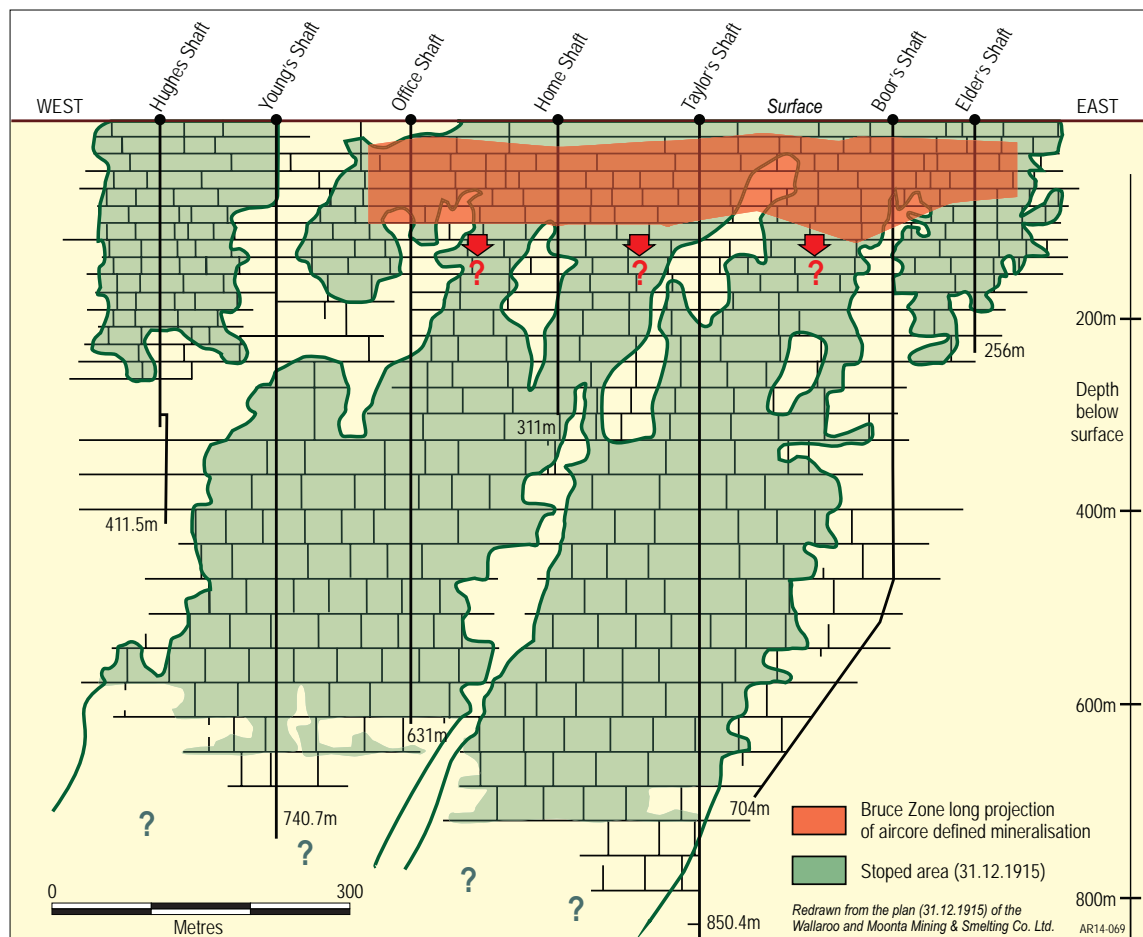 WEST
Hughes Shaft
Young's Shaft
Office Shaft
Home Shaft
Taylor's Shaft
Surface
Boor's Shaft
Elder's Shaft
EAST
?
?
?
200m
256m
Depth
below
surface
311m
400m
411.5m
600m
631m
704m
740.7m
?
?
?
?
Bruce Zone long projection
of aircore defined mineralisation
Stoped area (31.12.1915)
0
300
Metres
800m
850.4m
Redrawn from the plan (31.12.1915) of the
Wallaroo and Moonta Mining & Smelting Co. Ltd.
AR14-069